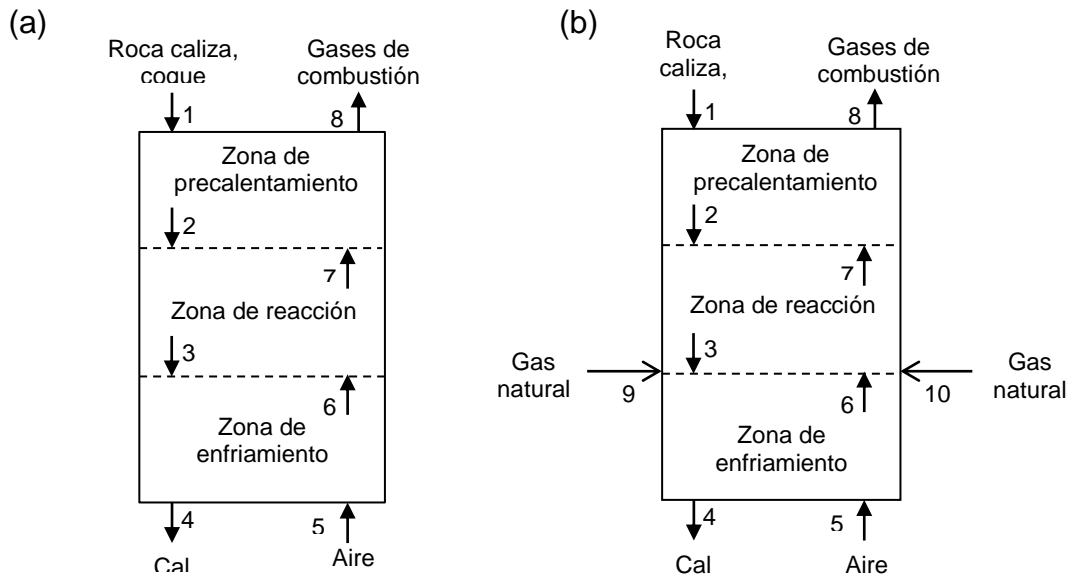 (a)
Roca caliza,
coque
Gases de
combustión
1
8
Zona de
precalentamiento
2
7
Zona de reacción
3
6
Zona de
enfriamiento
4
5
Cal
Aire
(b)
Roca
caliza,
Gases de
combustión
1
8
Zona de
precalentamiento
2
7
Zona de reacción
3
Gas
natural
9
Gas
natural
10
6
Zona de
enfriamiento
4
5
Cal
Aire